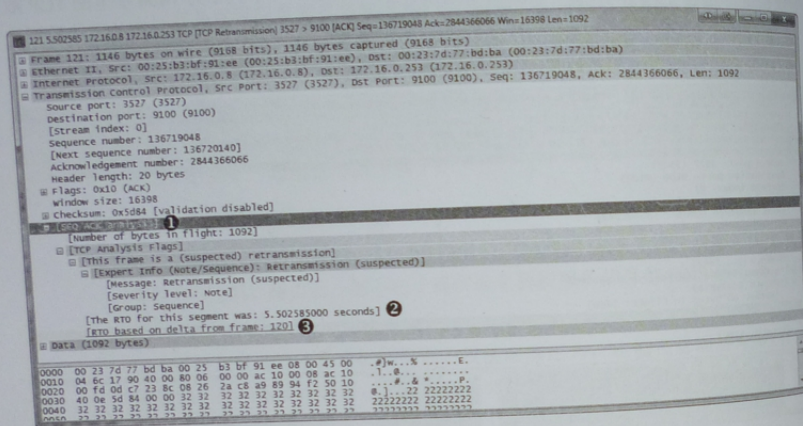 121 5.502585 172.16.0.8 172.16.0.253 TCP [TCP Retransmission] 3527 > 9100 [ACK] Seq=136719048 Ack=2844366066 Win=16398 Len=1092
Frame 121: 1146 bytes on wire (9168 bits), 1146 bytes captured (9168 bits)
Ethernet II, Src: 00:25:b3:bf:91:ee (00:25:b3:bf:91:ee), Dst: 00:23:7d:77:bd:ba (00:23:7d:77:bd:ba)
Internet Protocol, Src: 172.16.0.8 (172.16.0.8), Dst: 172.16.0.253 (172.16.0.253)
Transmission Control Protocol, Src Port: 3527 (3527), Dst Port: 9100 (9100), Seq: 136719048, Ack: 2844366066, Len: 1092
Source port: 3527 (3527)
Destination port: 9100 (9100)
[Stream index: 0]
Sequence number: 136719048
[Next sequence number: 136720140]
Acknowledgement number: 2844366066
Header length: 20 bytes
Flags: 0x10 (ACK)
Window size: 16398
Checksum: 0x5d84 [validation disabled]
[SEQ/ACK analysis] ❶
[Number of bytes in flight: 1092]
[TCP Analysis Flags]
[This frame is a (suspected) retransmission]
[Expert Info (Note/Sequence): Retransmission (suspected)]
[Message: Retransmission (suspected)]
[Severity level: Note]
[Group: Sequence]
[The RTO for this segment was: 5.502585000 seconds] ❷
[RTO based on delta from frame: 120] ❸
Data (1092 bytes)
0000 00 23 7d 77 bd ba 00 25 b3 bf 91 ee 08 00 45 00 .#}w...% ......E.
0010 04 6c 17 90 40 00 80 06 00 00 ac 10 00 08 ac 10 .l..@... ........
0020 00 fd 0d c7 23 8c 08 26 2a c8 a9 89 94 f2 50 10 ....#..& *.....P.
0030 40 0e 5d 84 00 00 32 32 32 32 32 32 32 32 32 32 @.]...22 22222222
0040 32 32 32 32 32 32 32 32 32 32 32 32 32 32 32 32 22222222 22222222